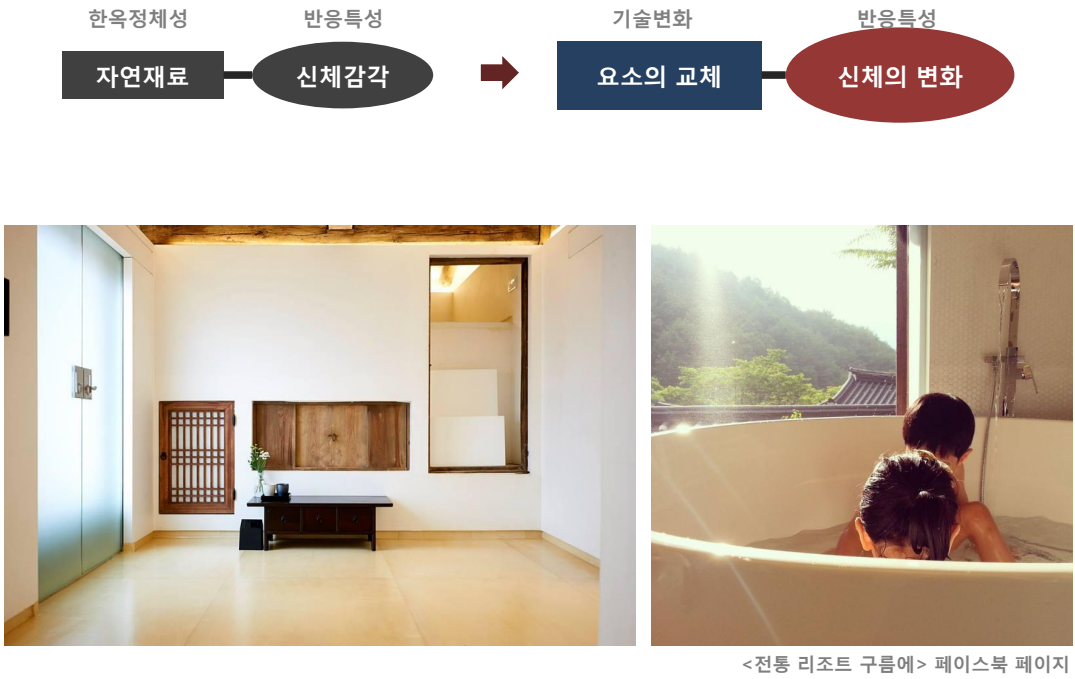 한옥정체성
반응특성
기술변화
반응특성
자연재료
신체감각
요소의 교체
신체의 변화
<전통 리조트 구름에> 페이스북 페이지